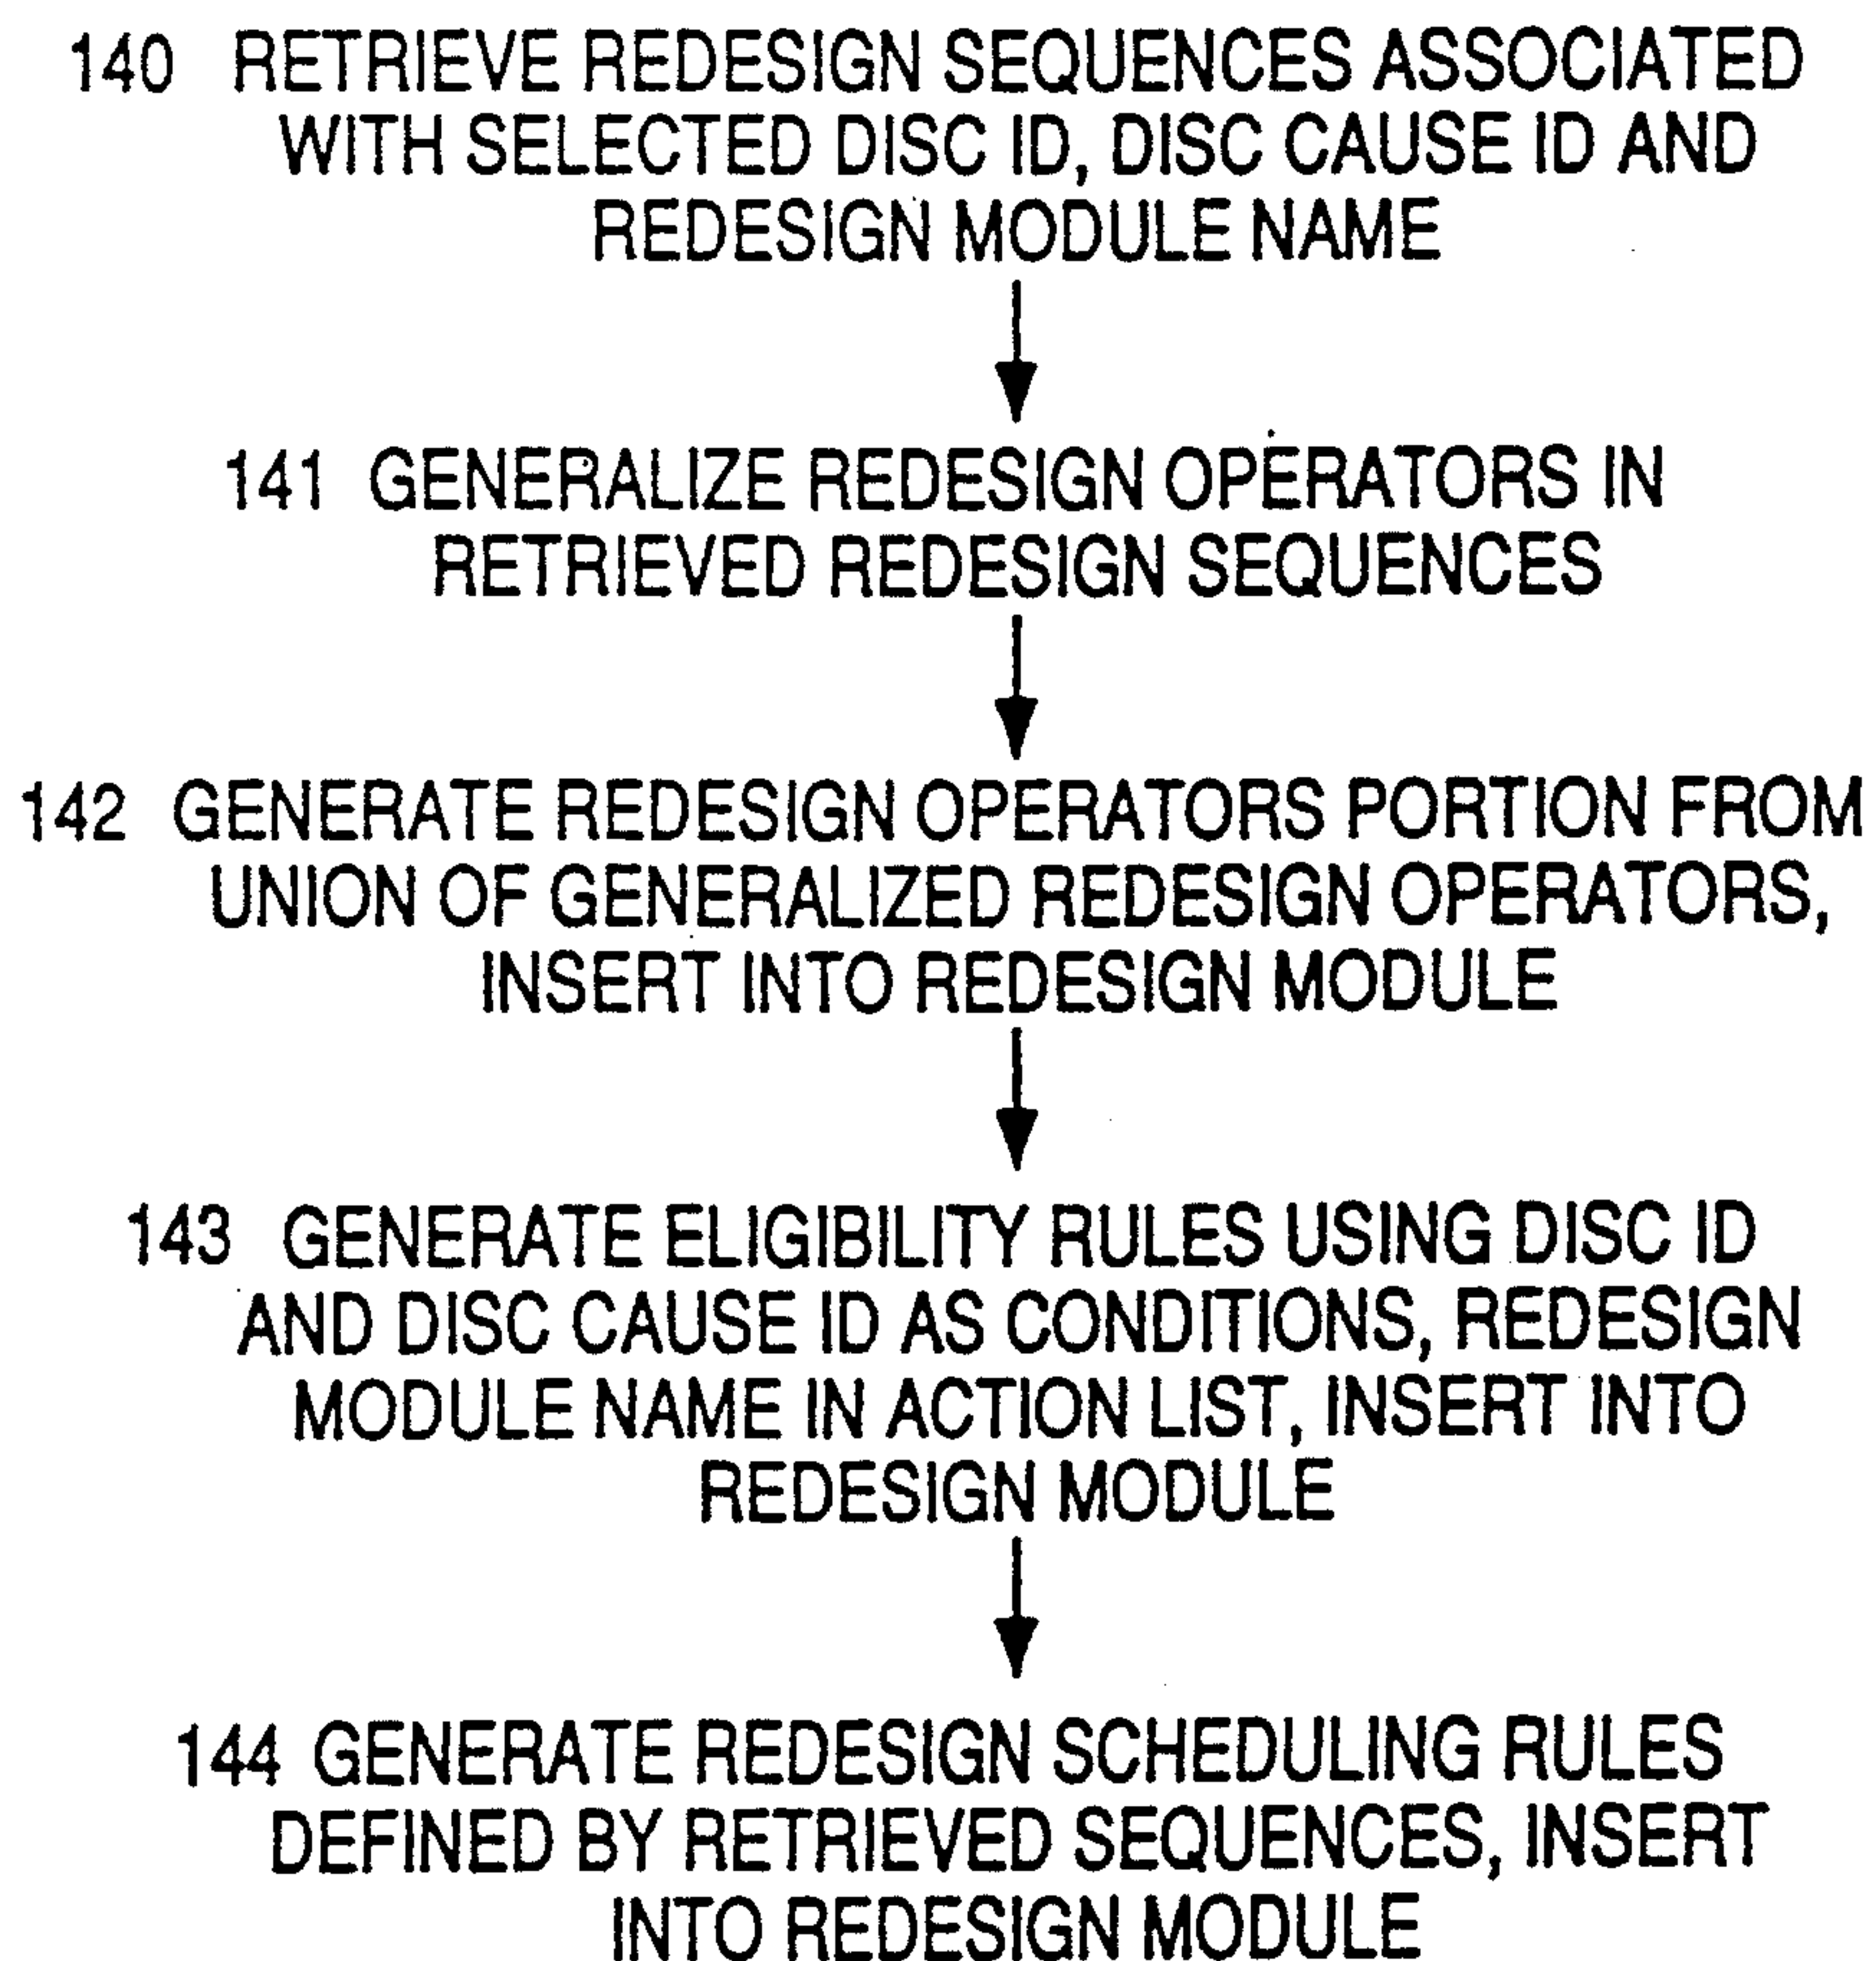 140 RETRIEVE REDESIGN SEQUENCES ASSOCIATED
WITH SELECTED DISC ID, DISC CAUSE ID AND
REDESIGN MODULE NAME
141 GENERALIZE REDESIGN OPERATORS IN
RETRIEVED REDESIGN SEQUENCES
142 GENERATE REDESIGN OPERATORS PORTION FROM
UNION OF GENERALIZED REDESIGN OPERATORS,
INSERT INTO REDESIGN MODULE
143 GENERATE ELIGIBILITY RULES USING DISC ID
AND DISC CAUSE ID AS CONDITIONS, REDESIGN
MODULE NAME IN ACTION LIST, INSERT INTO
REDESIGN MODULE
144 GENERATE REDESIGN SCHEDULING RULES
DEFINED BY RETRIEVED SEQUENCES, INSERT
INTO REDESIGN MODULE